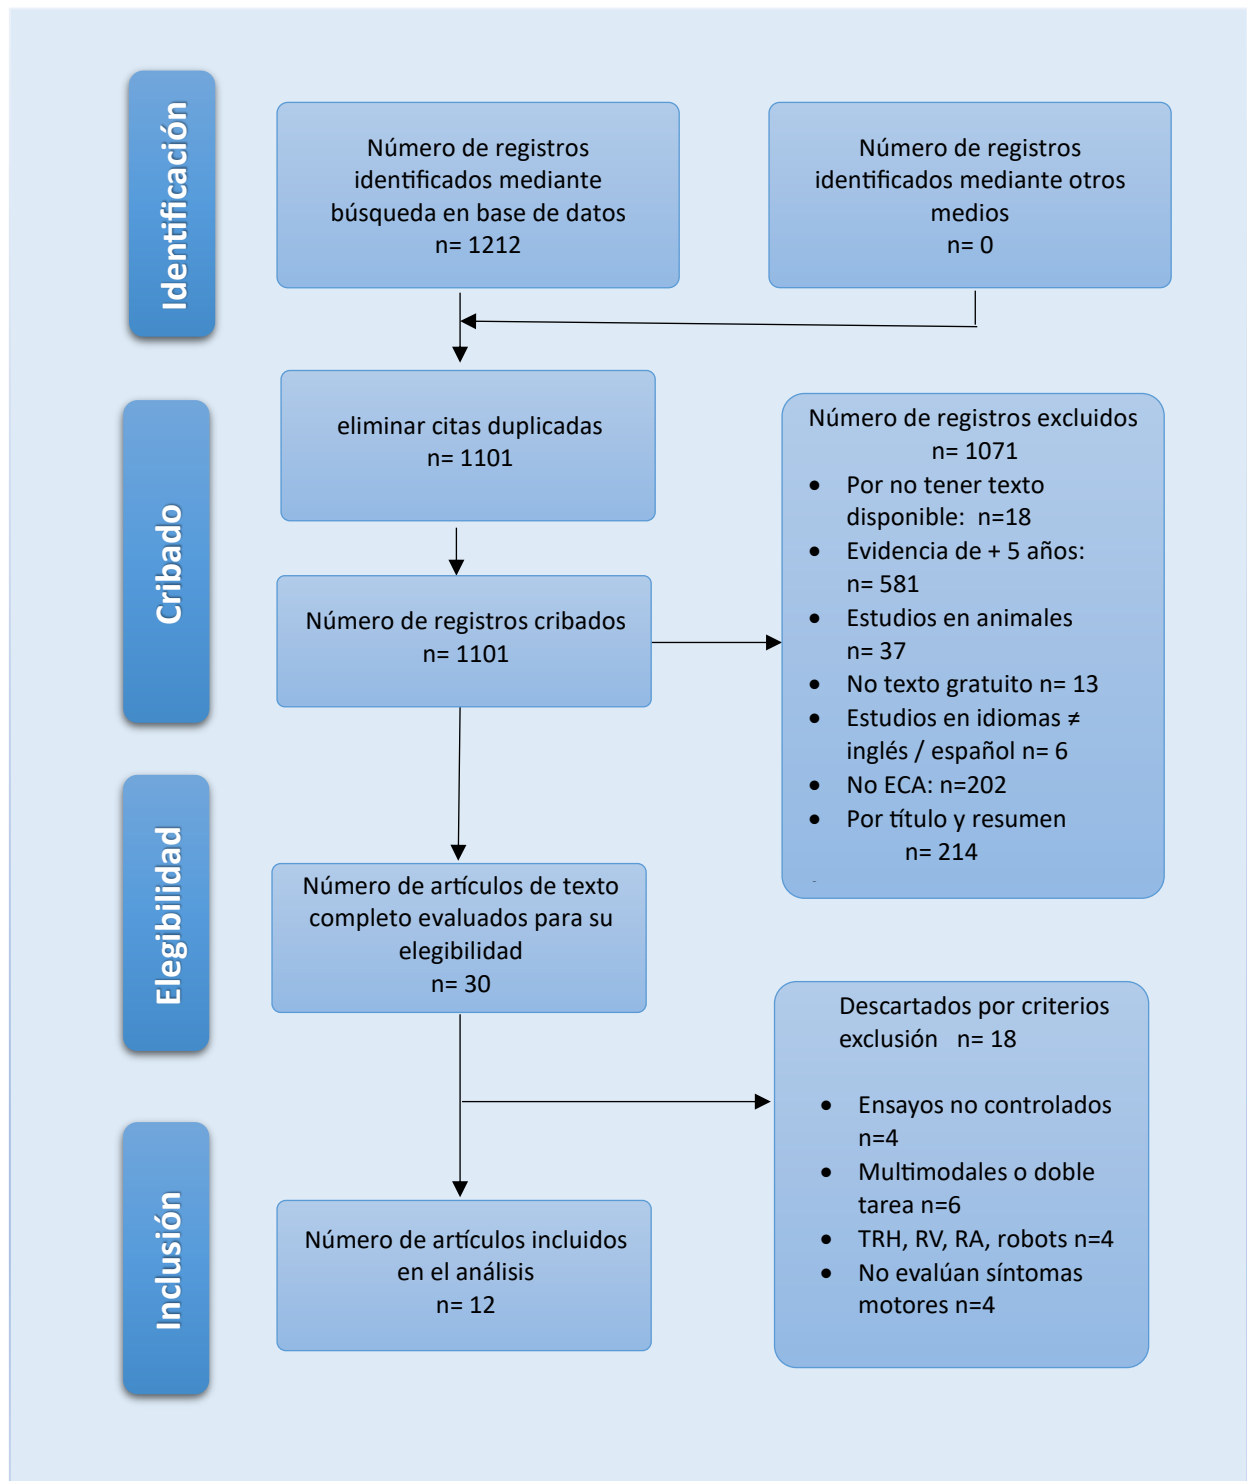 Identificación
Número de registros
identificados mediante
búsqueda en base de datos
n= 1212
Número de registros
identificados mediante otros
medios
n= 0
Cribado
eliminar citas duplicadas
n= 1101
Número de registros cribados
n= 1101
Número de registros excluidos
n= 1071
• Por no tener texto
disponible: n=18
• Evidencia de + 5 años:
n= 581
• Estudios en animales
n= 37
• No texto gratuito n= 13
• Estudios en idiomas ≠
inglés / español n= 6
• No ECA: n=202
• Por título y resumen
n= 214
Elegibilidad
Número de artículos de texto
completo evaluados para su
elegibilidad
n= 30
Descartados por criterios
exclusión n= 18
• Ensayos no controlados
n=4
• Multimodales o doble
tarea n=6
• TRH, RV, RA, robots n=4
• No evalúan síntomas
motores n=4
Inclusión
Número de artículos incluidos
en el análisis
n= 12